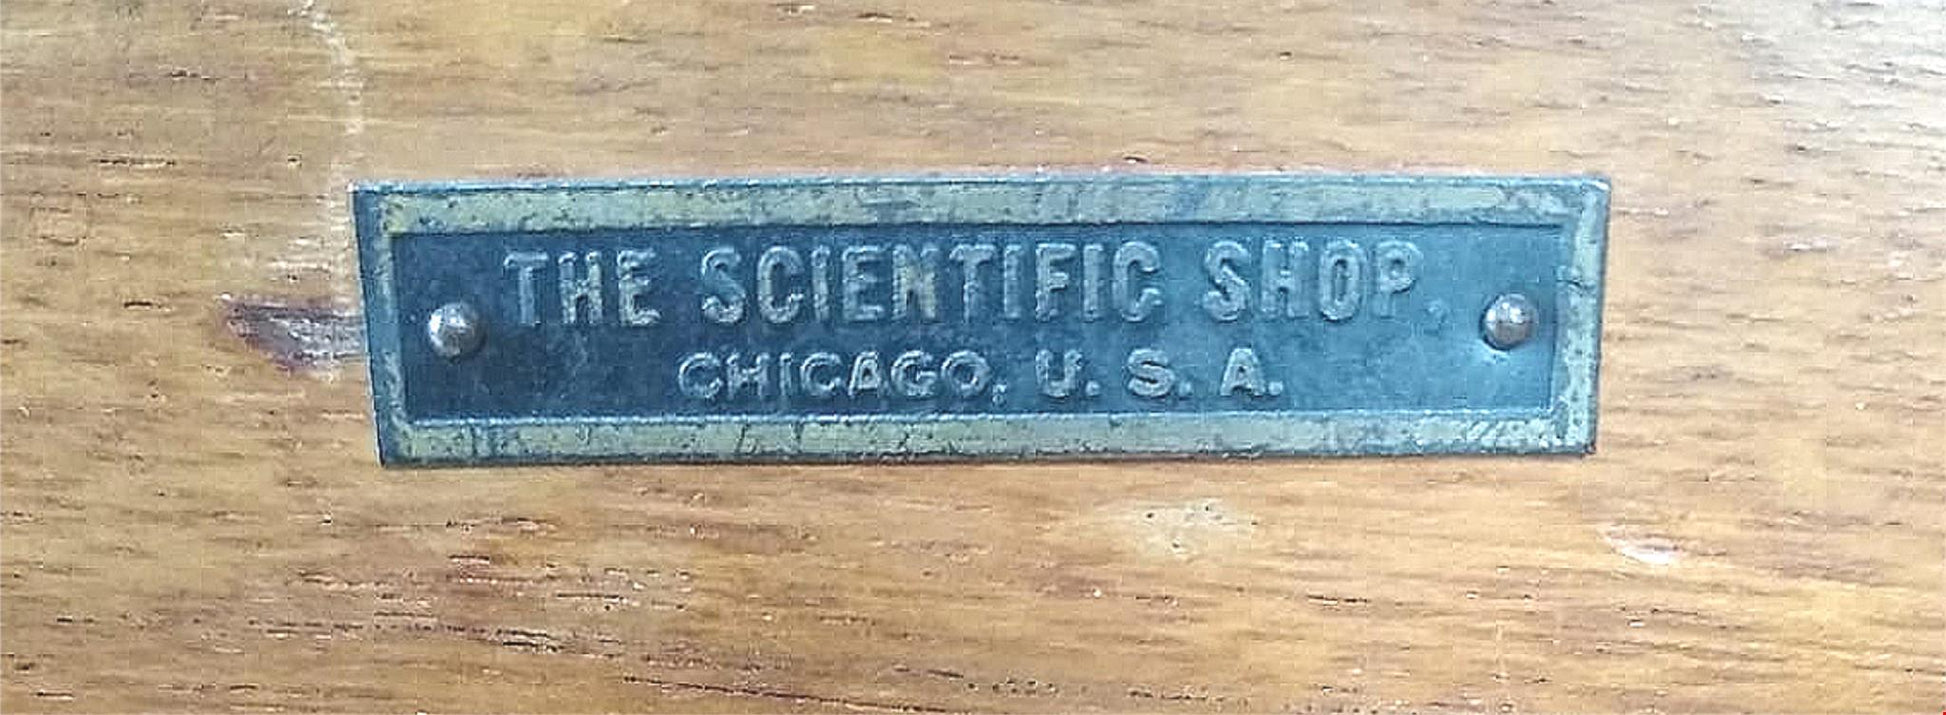 THE SCIENTIFIC SHOP,
CHICAGO, U. S. A.